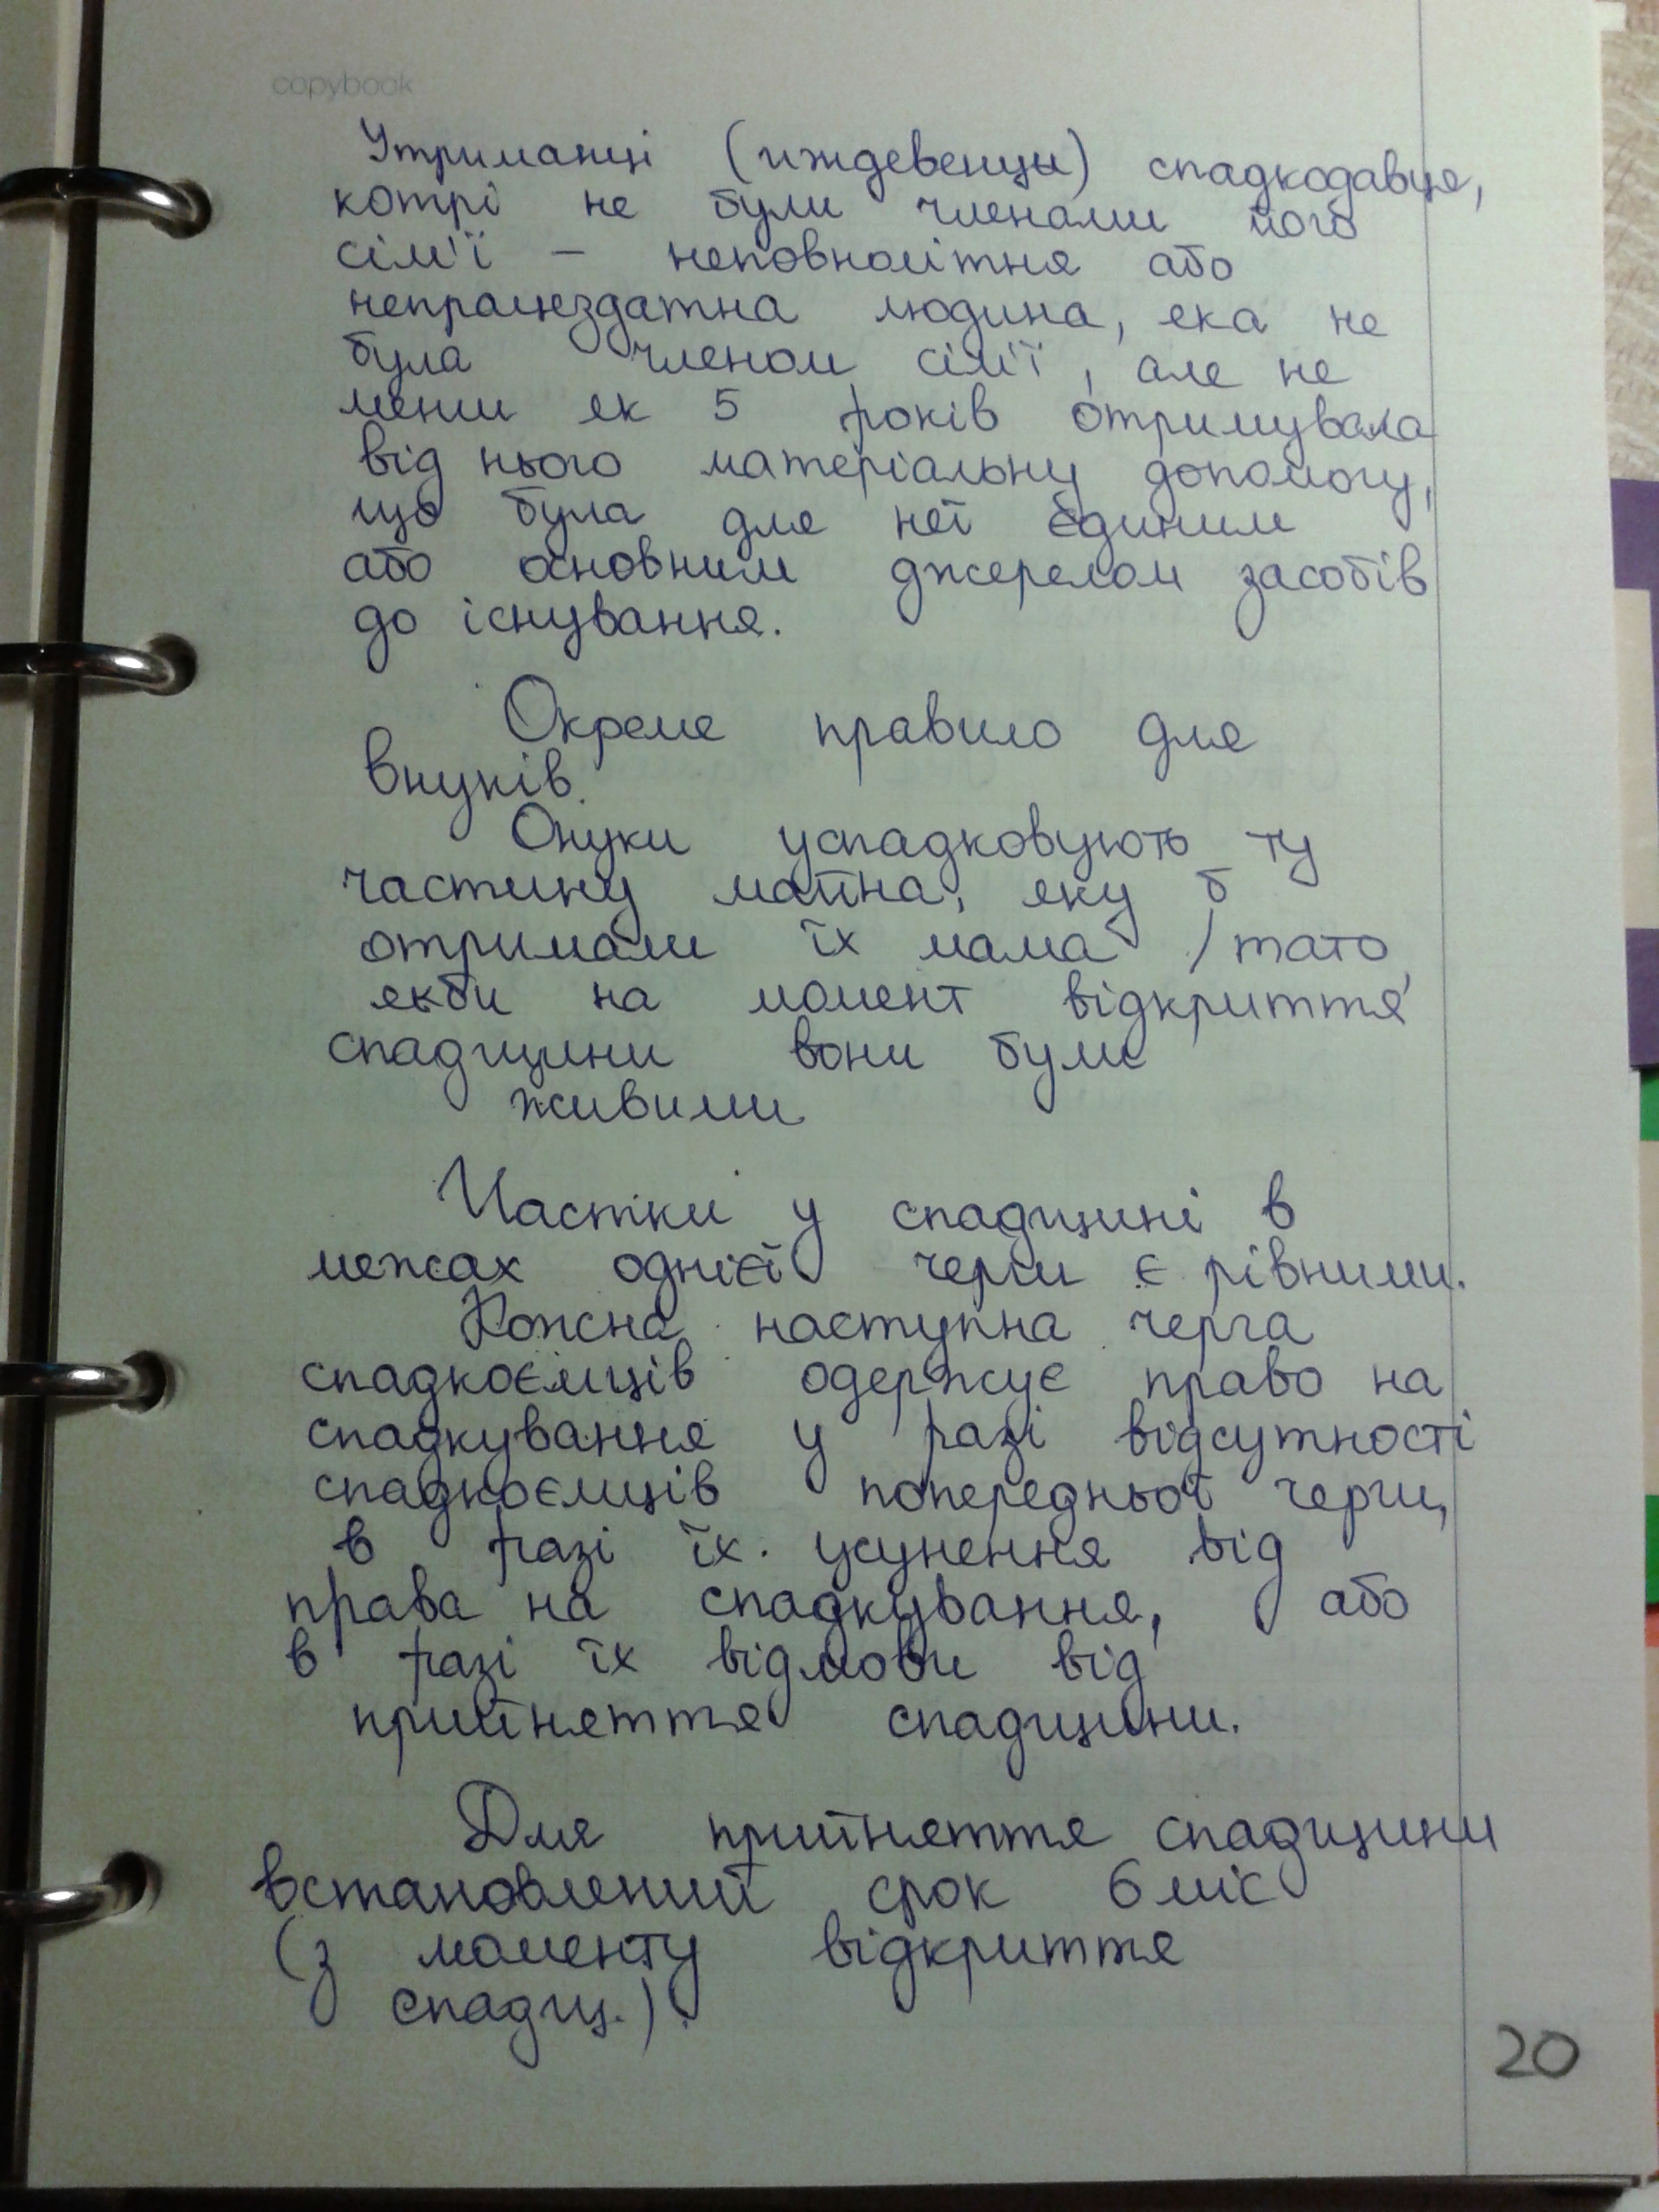 copybook
Утриманці (иждевенцы) спадкодавця,
котрі не були членами його
сім'ї – неповнолітня або
непрацездатна людина, яка не
була членом сім'ї, але не
менш як 5 років отримувала
від нього матеріальну допомогу,
що була для неї єдиним
або основним джерелом засобів
до існування.
Окреме правило для
внуків.
Онуки успадковують ту
частину майна, яку б
отримали їх мама / тато,
якби на момент відкриття
спадщини вони були
живими
Частки у спадщині в
межах однієї черги є рівними.
Кожна наступна черга
спадкоємців одержує право на
спадкування у разі відсутності
спадкоємців попередньої черги,
в разі їх усунення від
права на спадкування, або
в разі їх відмови від
прийняття спадщини.
Для прийняття спадщини
встановлений срок 6 міс
(з моменту відкриття
спадщ.).
20